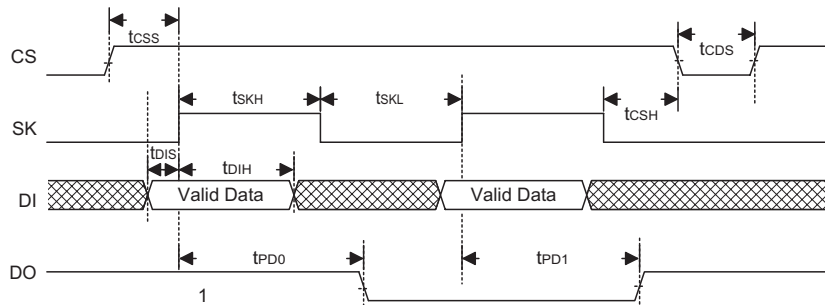 tCSS
CS
tCDS
tSKH
tSKL
tCSH
SK
tDIS
tDIH
DI
Valid Data
Valid Data
tPD0
tPD1
DO
1